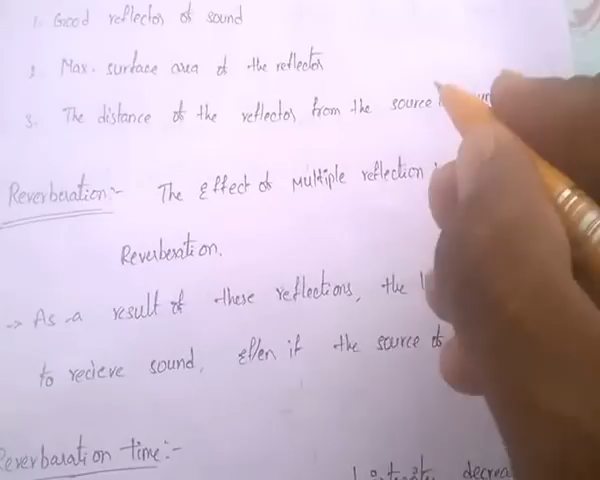 1. Good reflector of sound
2. Max. surface area of the reflector
3. The distance of the reflector from the source
Reverberation:- The effect of Multiple reflection
Reverberation.
→ As a result of these reflections, the
to recieve sound, even if the source of
Reverbaration time:-
decrea